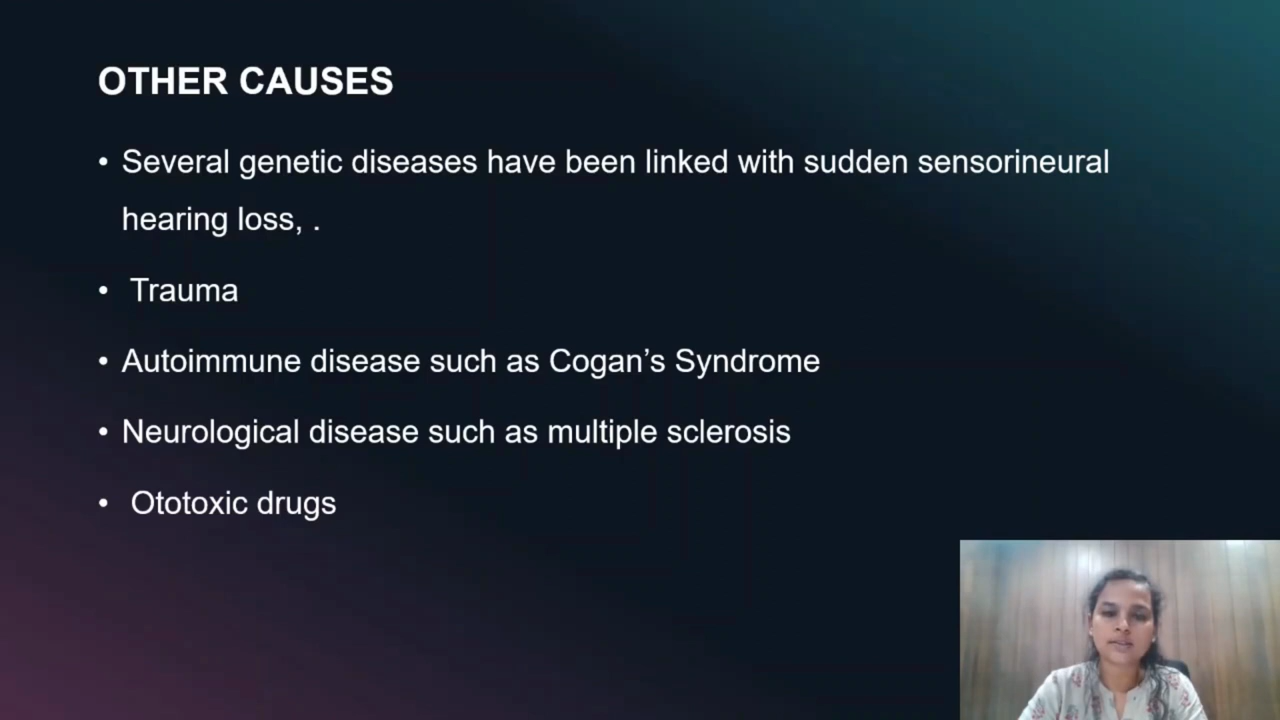 OTHER CAUSES
• Several genetic diseases have been linked with sudden sensorineural
hearing loss, .
• Trauma
• Autoimmune disease such as Cogan’s Syndrome
• Neurological disease such as multiple sclerosis
• Ototoxic drugs